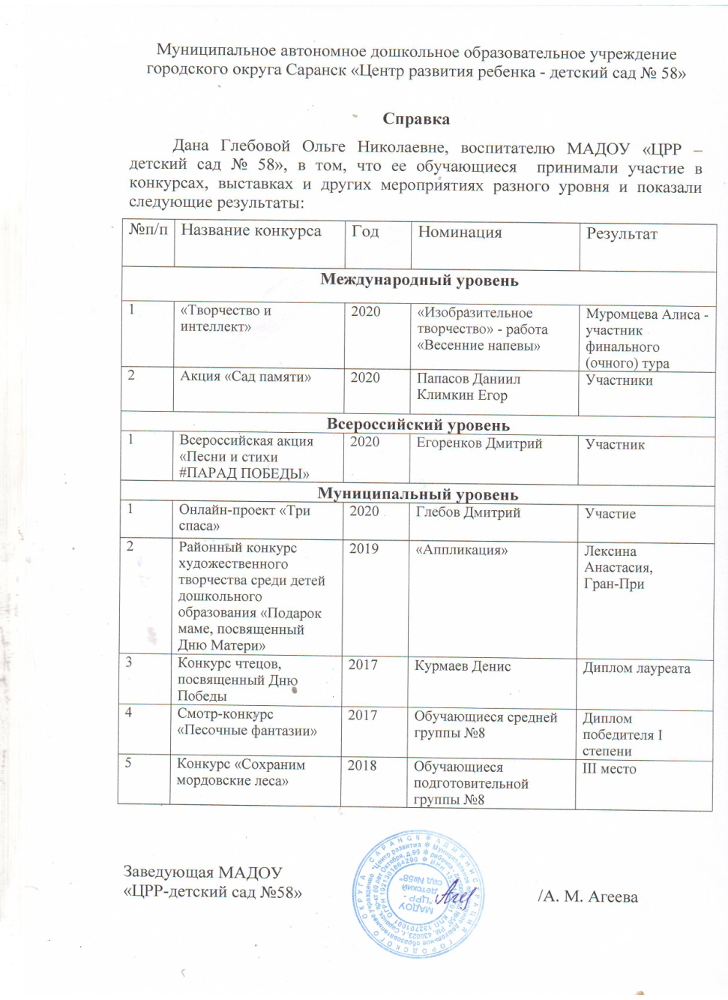 Муниципальное автономное дошкольное образовательное учреждение
городского округа Саранск «Центр развития ребенка - детский сад № 58»
Справка
Дана Глебовой Ольге Николаевне, воспитателю МАДОУ «ЦРР –
детский сад № 58», в том, что ее обучающиеся принимали участие в
конкурсах, выставках и других мероприятиях разного уровня и показали
следующие результаты:
№п/п Название конкурса Год Номинация Результат
Международный уровень
1 «Творчество и 2020 «Изобразительное Муромцева Алиса -
интеллект» творчество» - работа участник
«Весенние напевы» финального
(очного) тура
2 Акция «Сад памяти» 2020 Папасов Даниил Участники
Климкин Егор
Всероссийский уровень
1 Всероссийская акция 2020 Егоренков Дмитрий Участник
«Песни и стихи
#ПАРАД ПОБЕДЫ»
Муниципальный уровень
1 Онлайн-проект «Три 2020 Глебов Дмитрий Участие
спаса»
2 Районный конкурс 2019 «Аппликация» Лексина
художественного Анастасия,
творчества среди детей Гран-При
дошкольного
образования «Подарок
маме, посвященный
Дню Матери»
3 Конкурс чтецов, 2017 Курмаев Денис Диплом лауреата
посвященный Дню
Победы
4 Смотр-конкурс 2017 Обучающиеся средней Диплом
«Песочные фантазии» группы №8 победителя I
степени
5 Конкурс «Сохраним 2018 Обучающиеся III место
мордовские леса» подготовительной
группы №8
Заведующая МАДОУ
«ЦРР-детский сад №58» /А. М. Агеева
МАДОУ
"ЦРР -
детский
сад №58"